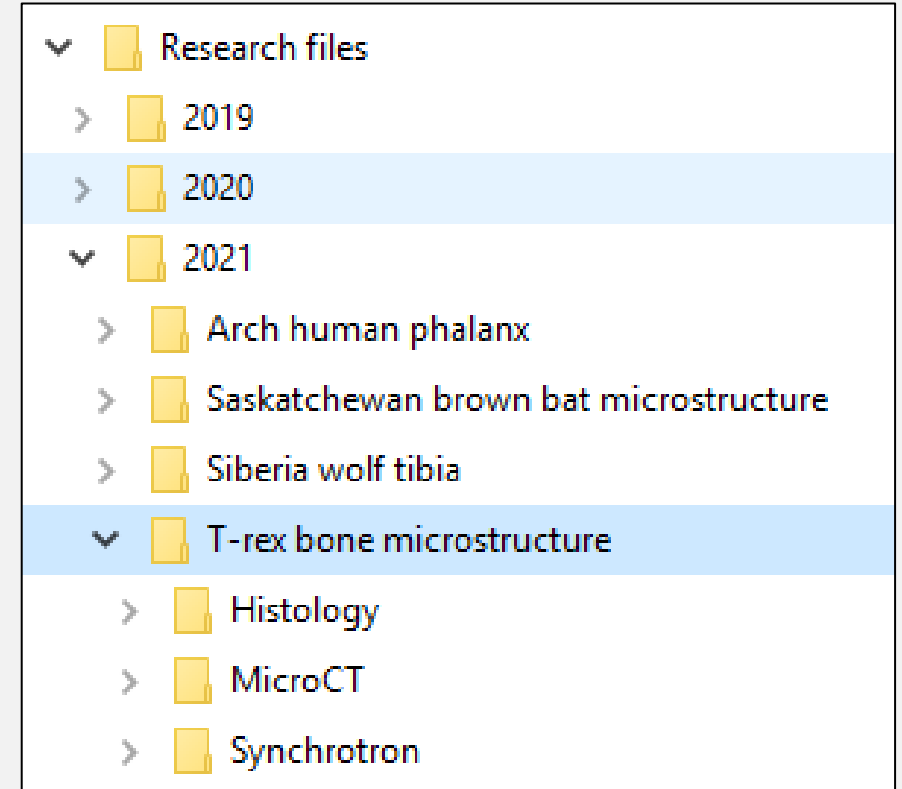 Research files
2019
2020
2021
Arch human phalanx
Saskatchewan brown bat microstructure
Siberia wolf tibia
T-rex bone microstructure
Histology
MicroCT
Synchrotron